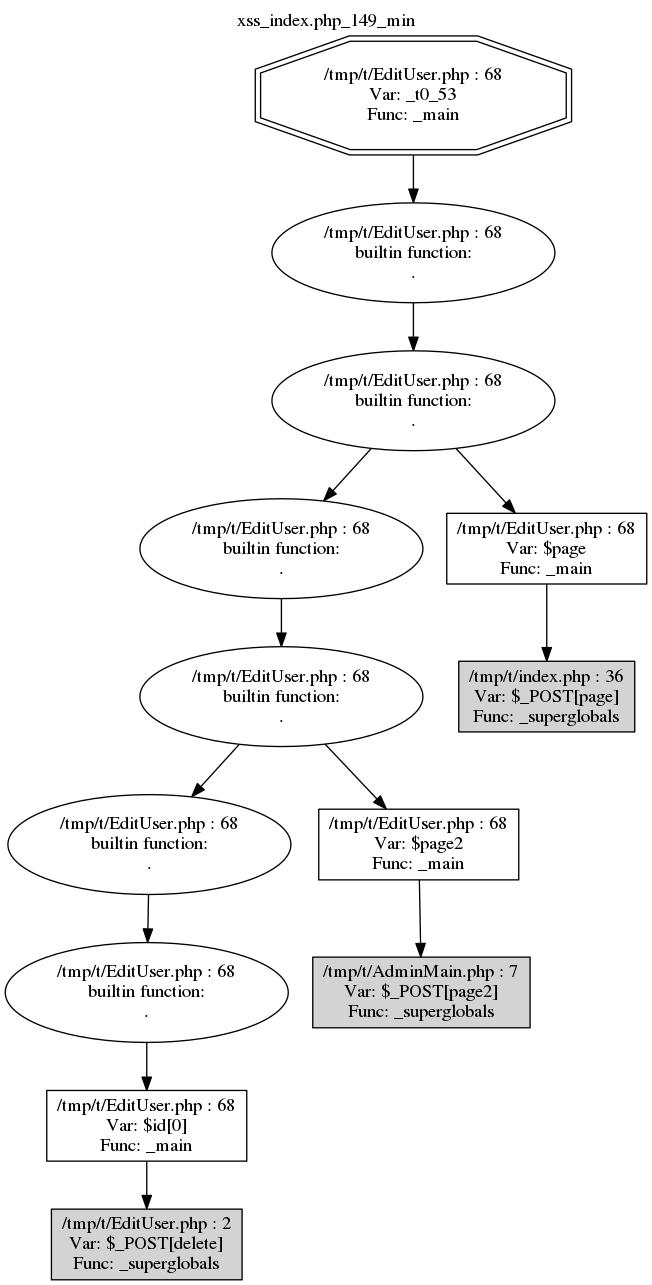 xss_index.php_149_min
/tmp/t/EditUser.php : 68
Var: _t0_53
Func: _main
/tmp/t/EditUser.php : 68
builtin function:
.
/tmp/t/EditUser.php : 68
builtin function:
.
/tmp/t/EditUser.php : 68
builtin function:
.
/tmp/t/EditUser.php : 68
Var: $page
Func: _main
/tmp/t/EditUser.php : 68
builtin function:
.
/tmp/t/index.php : 36
Var: $_POST[page]
Func: _superglobals
/tmp/t/EditUser.php : 68
builtin function:
.
/tmp/t/EditUser.php : 68
Var: $page2
Func: _main
/tmp/t/EditUser.php : 68
builtin function:
.
/tmp/t/AdminMain.php : 7
Var: $_POST[page2]
Func: _superglobals
/tmp/t/EditUser.php : 68
Var: $id[0]
Func: _main
/tmp/t/EditUser.php : 2
Var: $_POST[delete]
Func: _superglobals